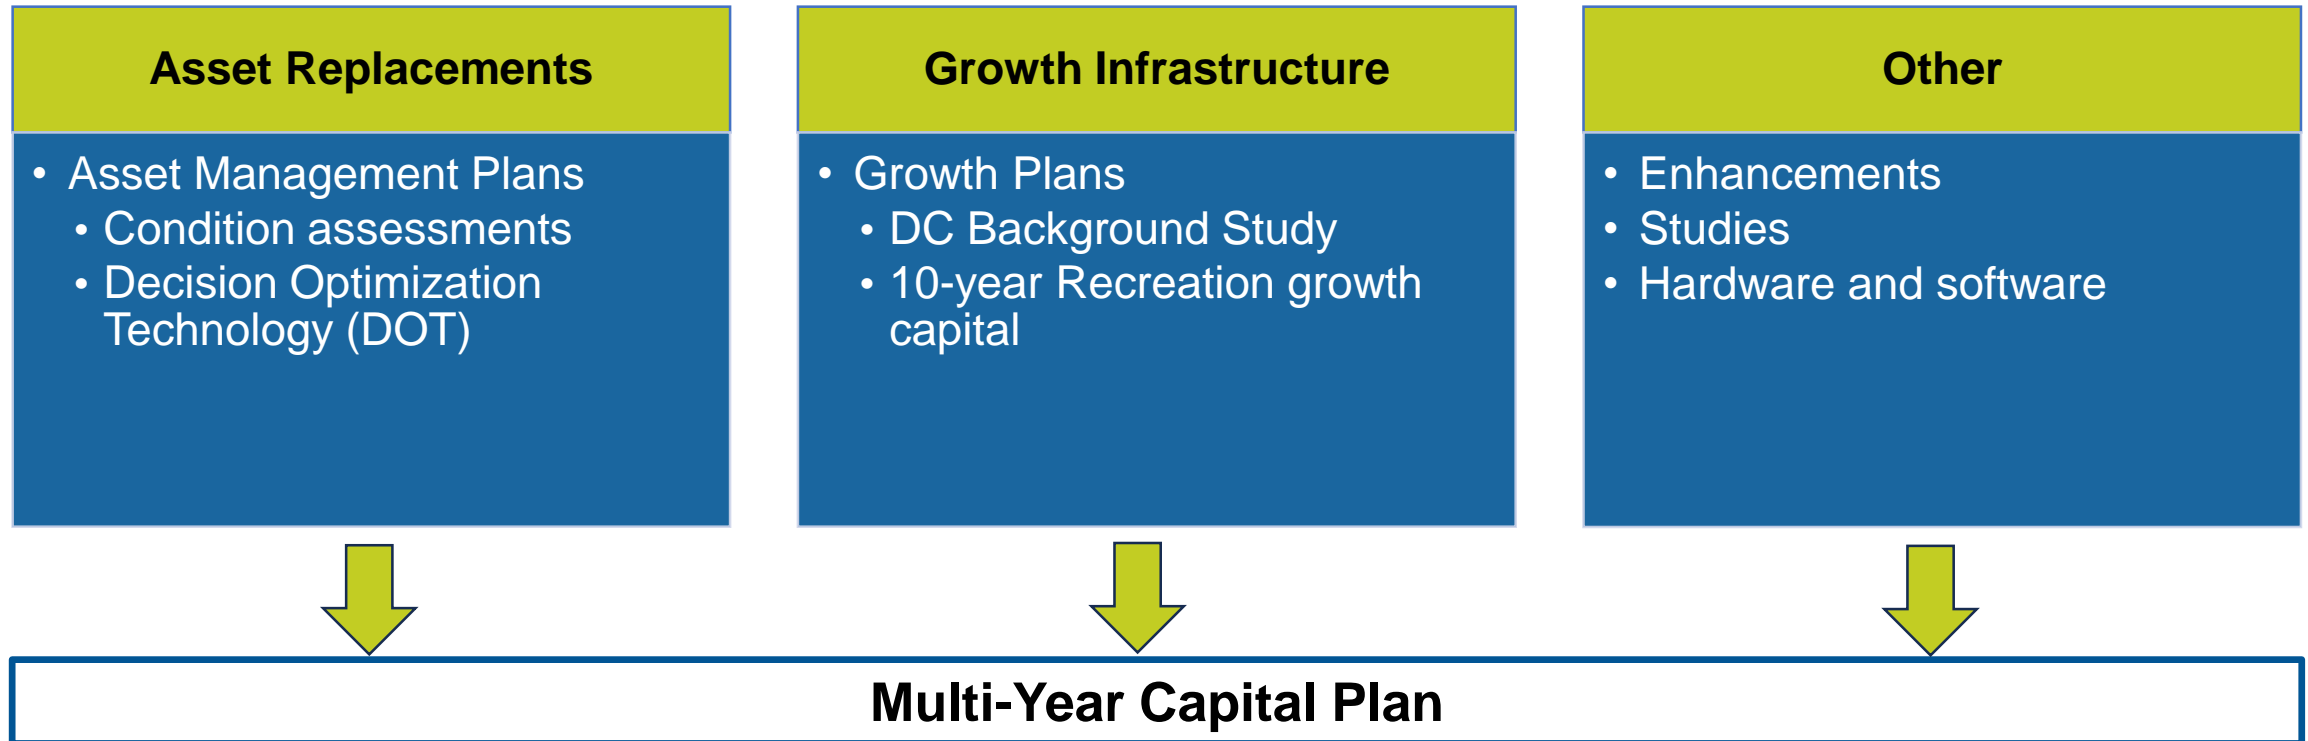 Asset Replacements
• Asset Management Plans
• Condition assessments
• Decision Optimization
Technology (DOT)
Growth Infrastructure
• Growth Plans
• DC Background Study
• 10-year Recreation growth
capital
Other
• Enhancements
• Studies
• Hardware and software
Multi-Year Capital Plan